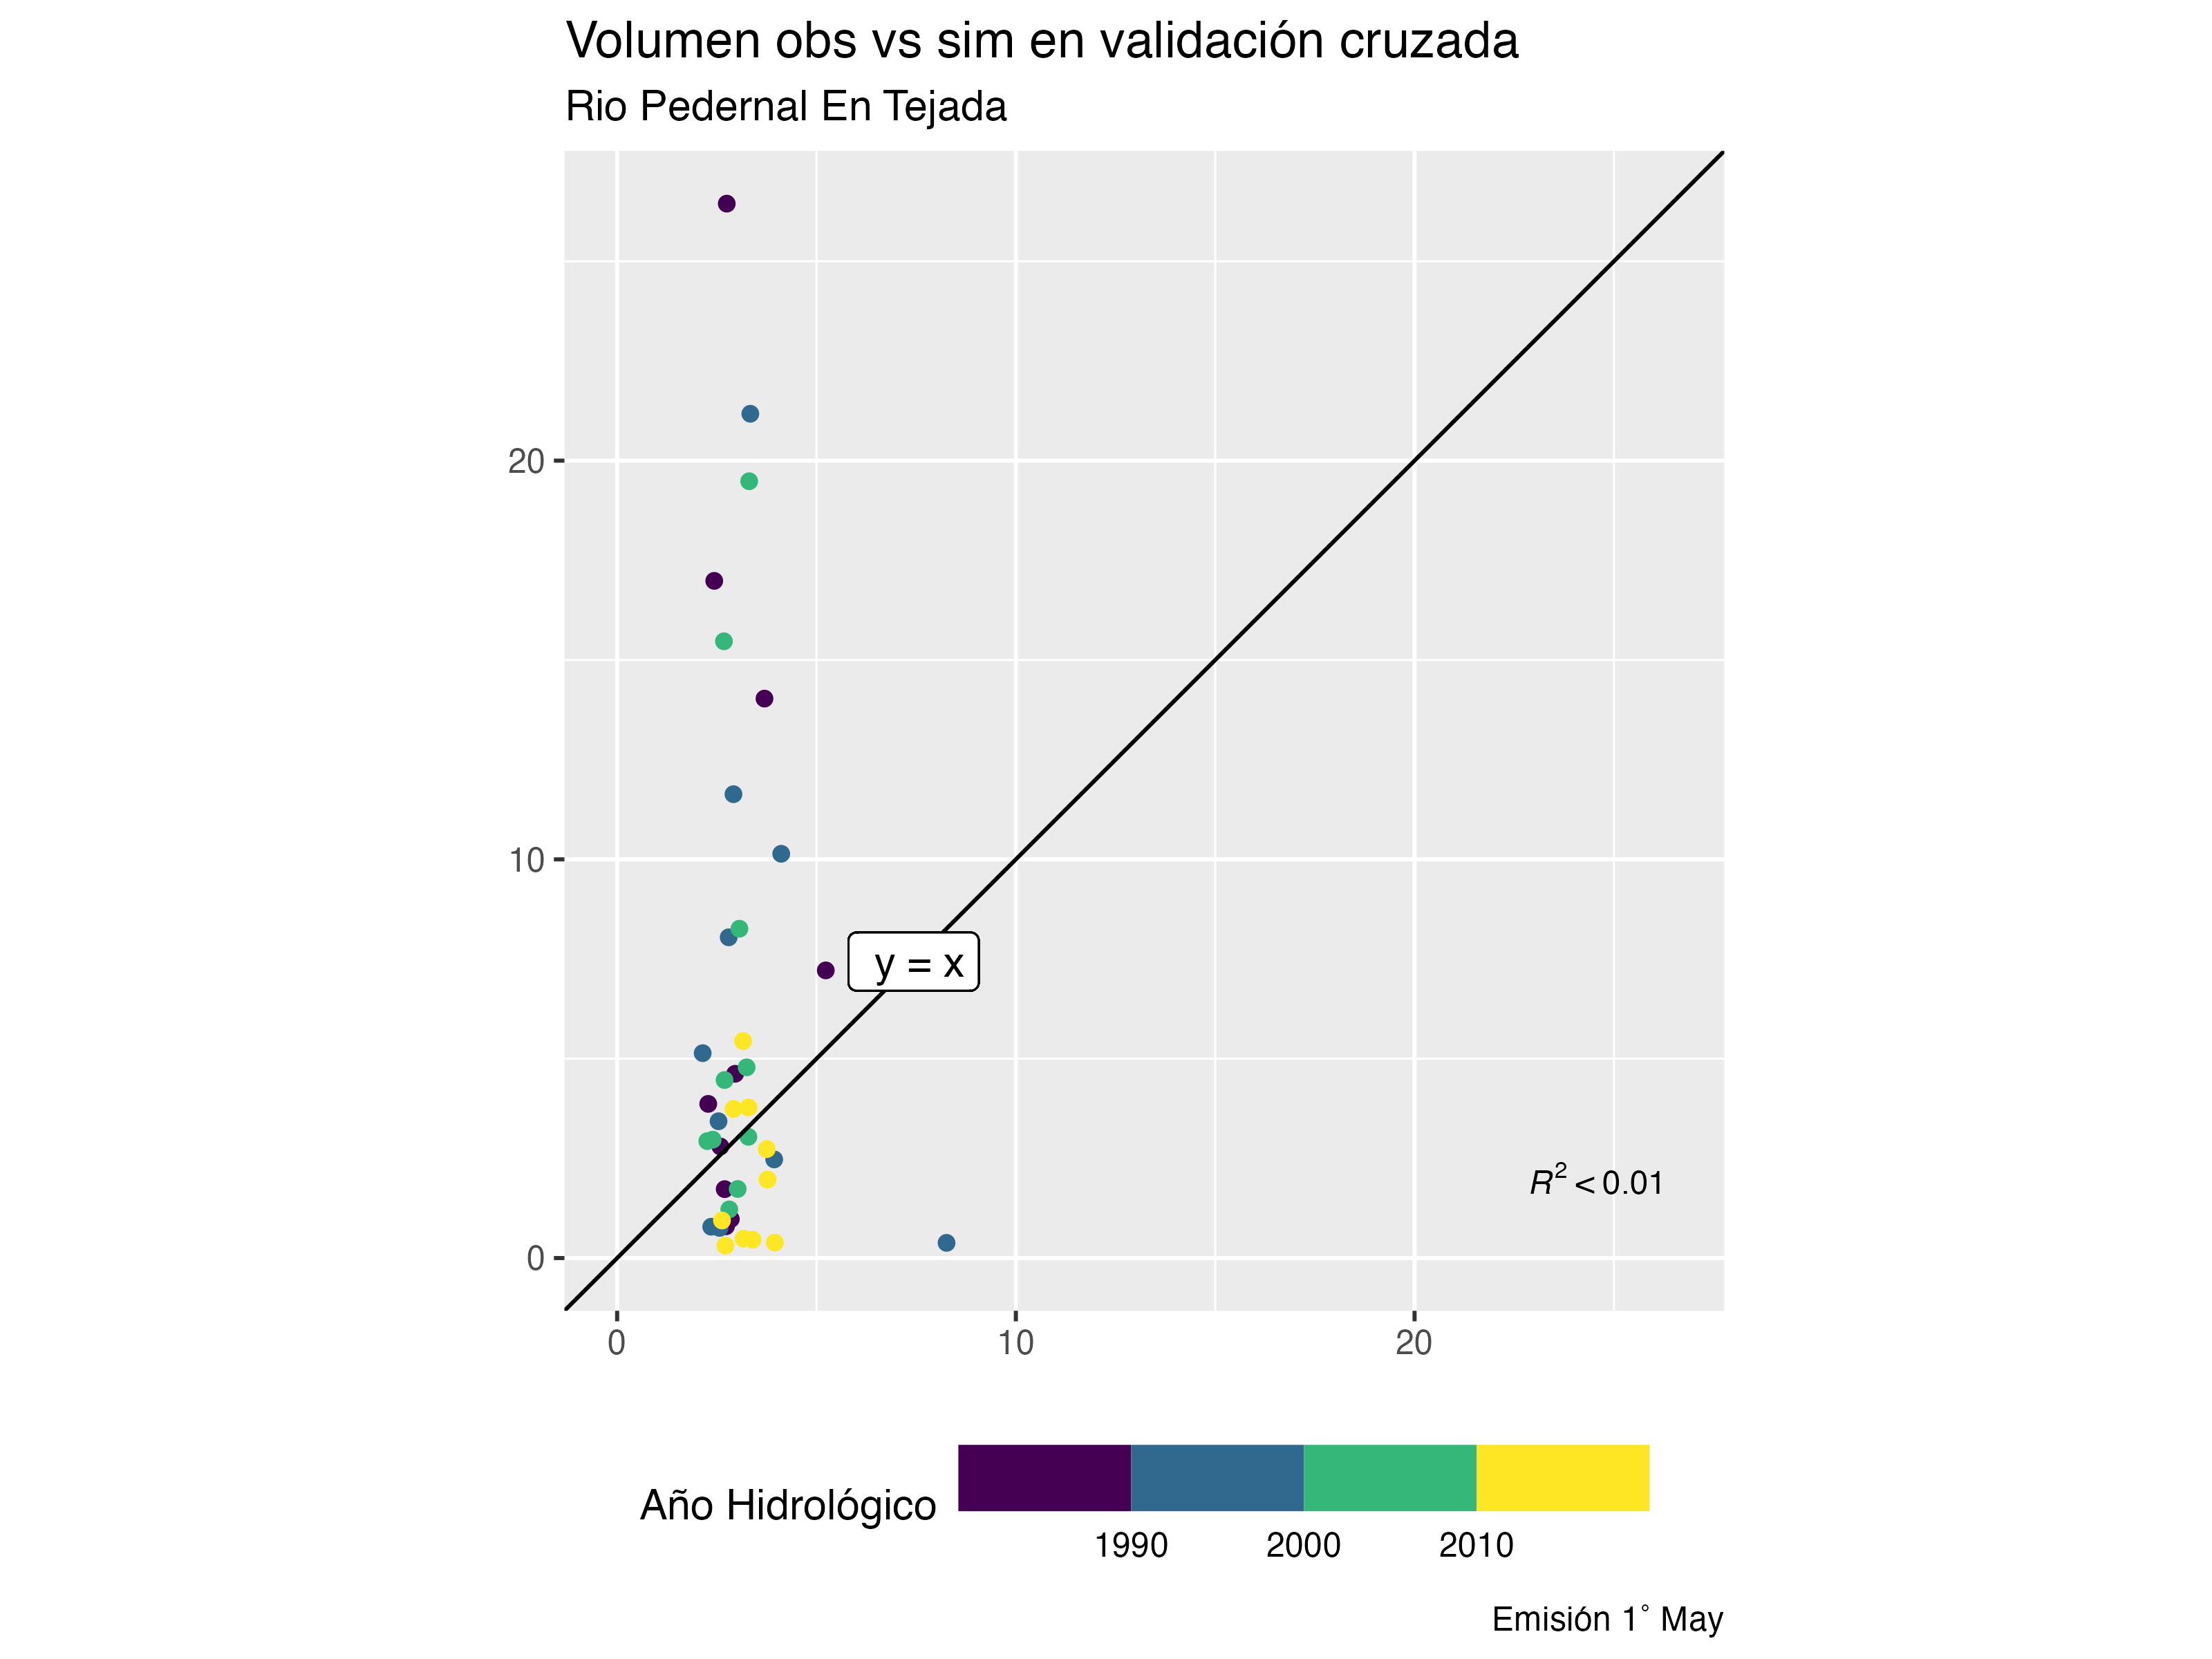 Volumen obs vs sim en validación cruzada
Rio Pedernal En Tejada
20
10
0
y = x
R² < 0.01
0 10 20
Año Hidrológico
1990 2000 2010
Emisión 1° May